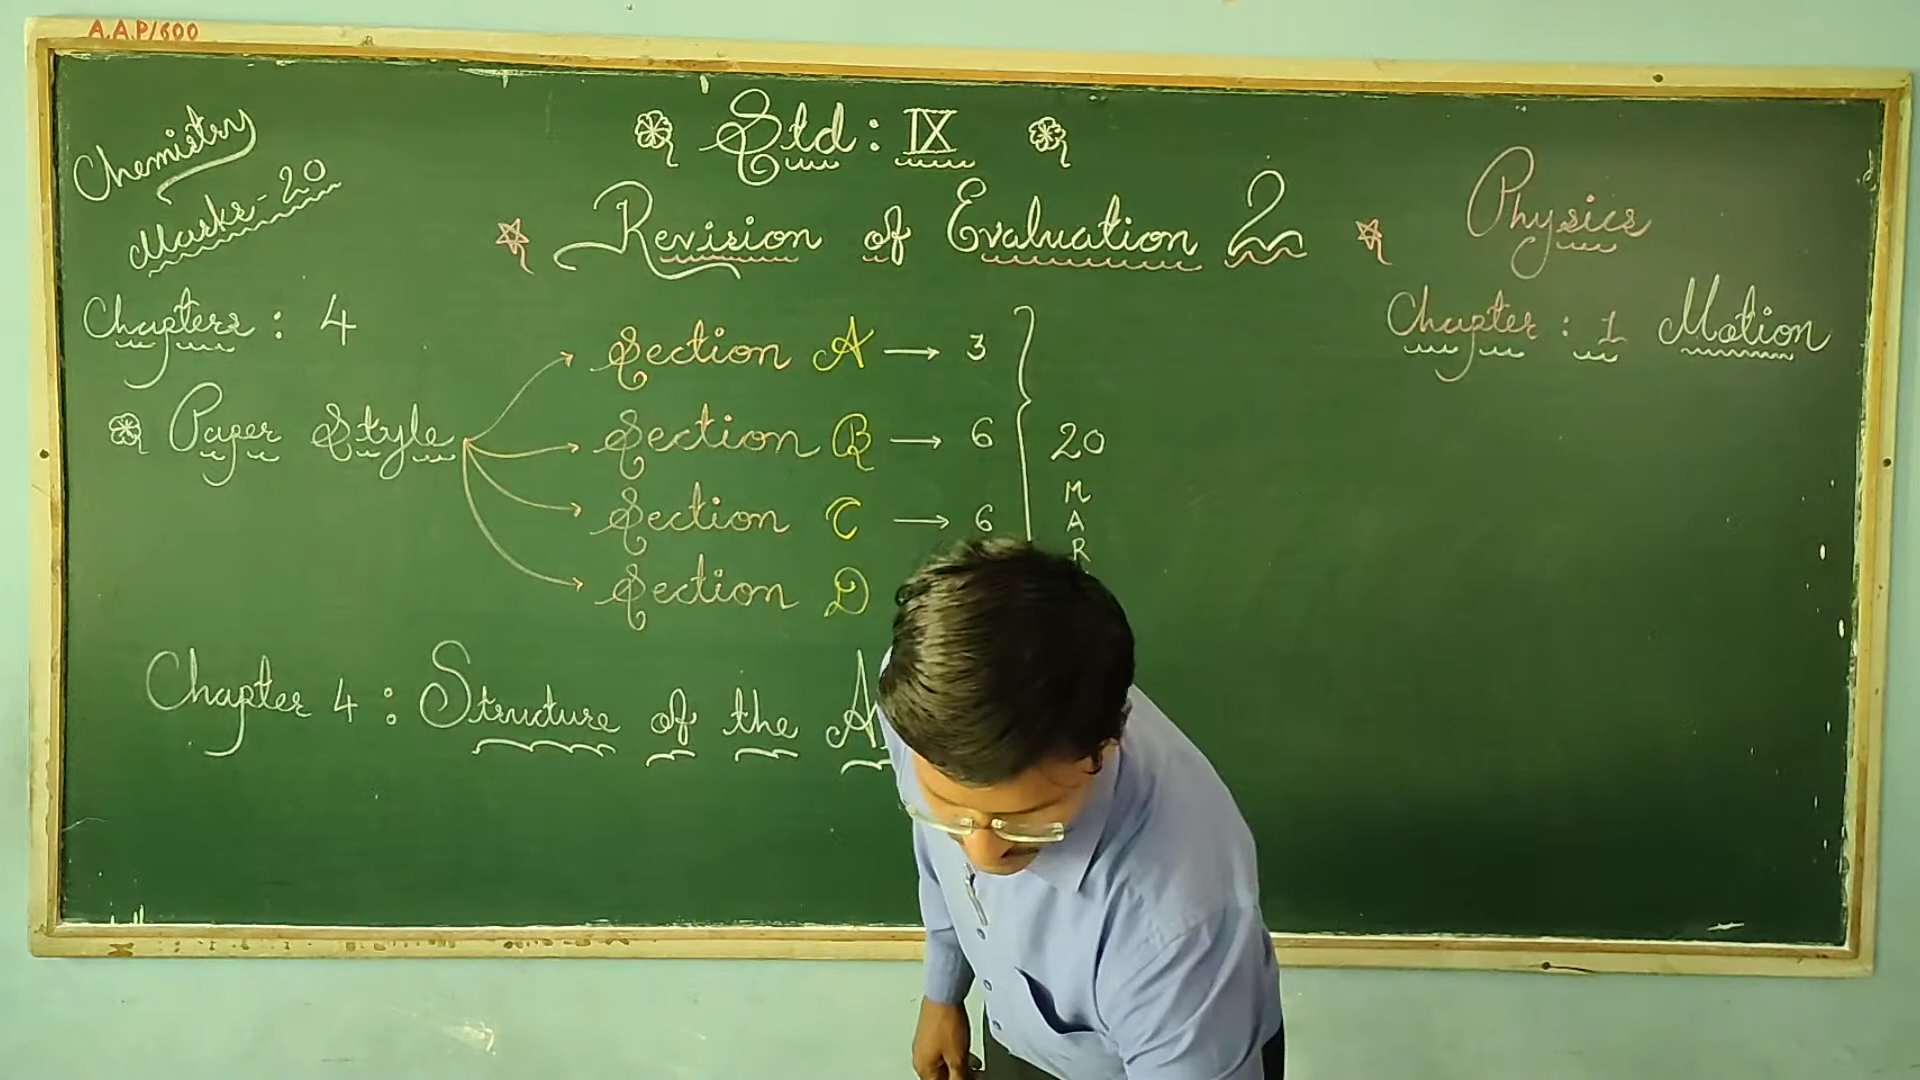 A.A.P/600
Std : IX
Revision of Evaluation 2
Chemistry
Marks - 20
Chapters : 4
Paper Style
Section A → 3
Section B → 6
Section C → 6
Section D
20
M
A
R
Chapter 4 : Structure of the
Physics
Chapter : 1 Motion